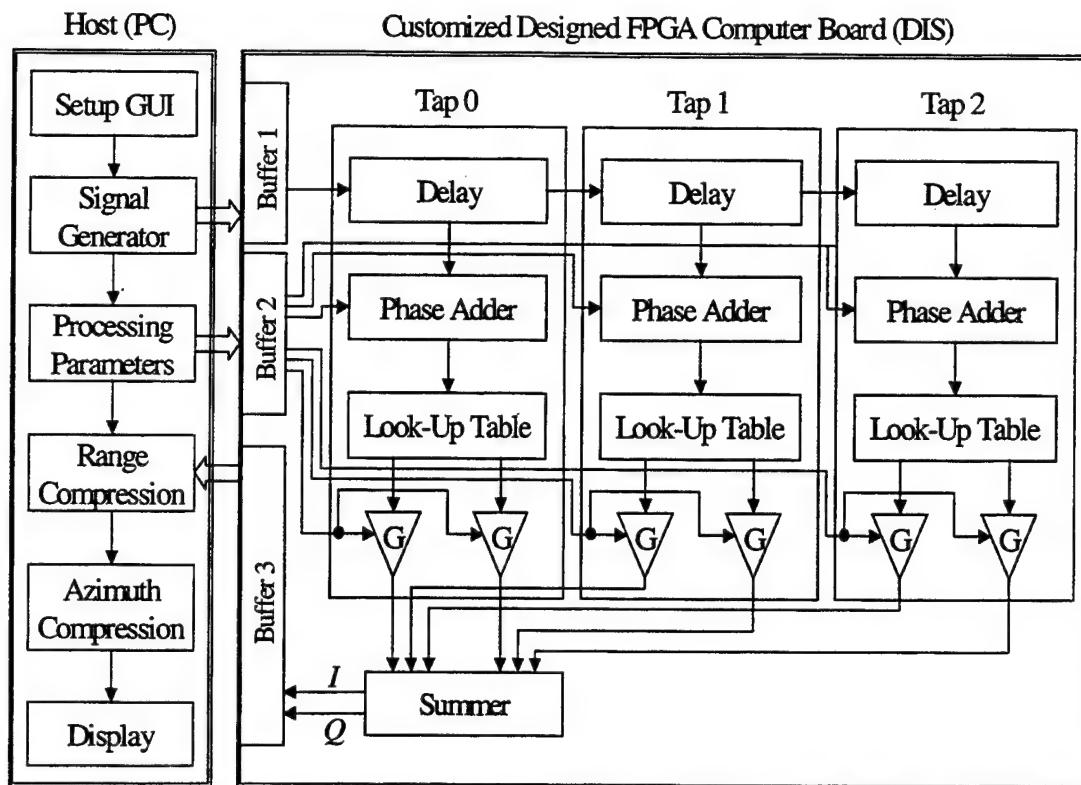 Host (PC)
Customized Designed FPGA Computer Board (DIS)
Setup GUI
Signal
Generator
Processing
Parameters
Range
Compression
Azimuth
Compression
Display
Buffer 1
Buffer 2
Buffer 3
Tap 0
Delay
Phase Adder
Look-Up Table
G
G
Tap 1
Delay
Phase Adder
Look-Up Table
G
G
Tap 2
Delay
Phase Adder
Look-Up Table
G
G
I
Q
Summer